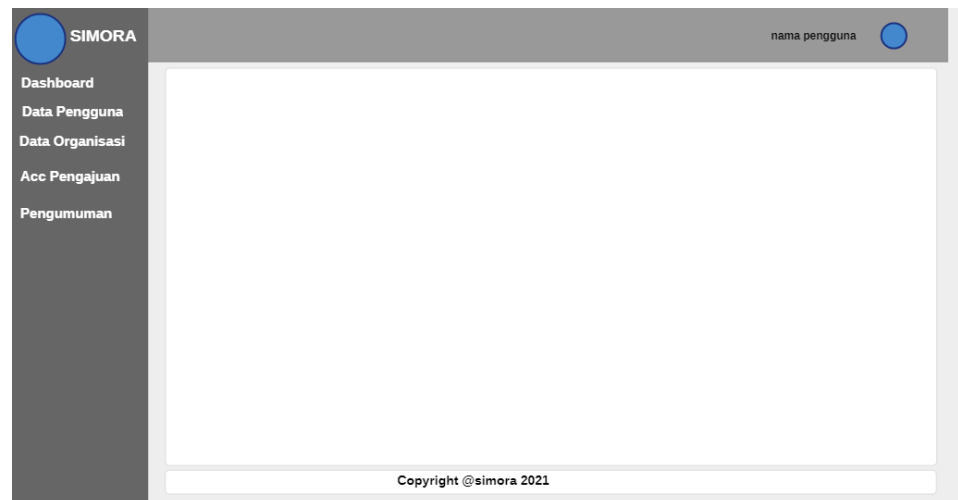 SIMORA
nama pengguna
Dashboard
Data Pengguna
Data Organisasi
Acc Pengajuan
Pengumuman
Copyright @simora 2021